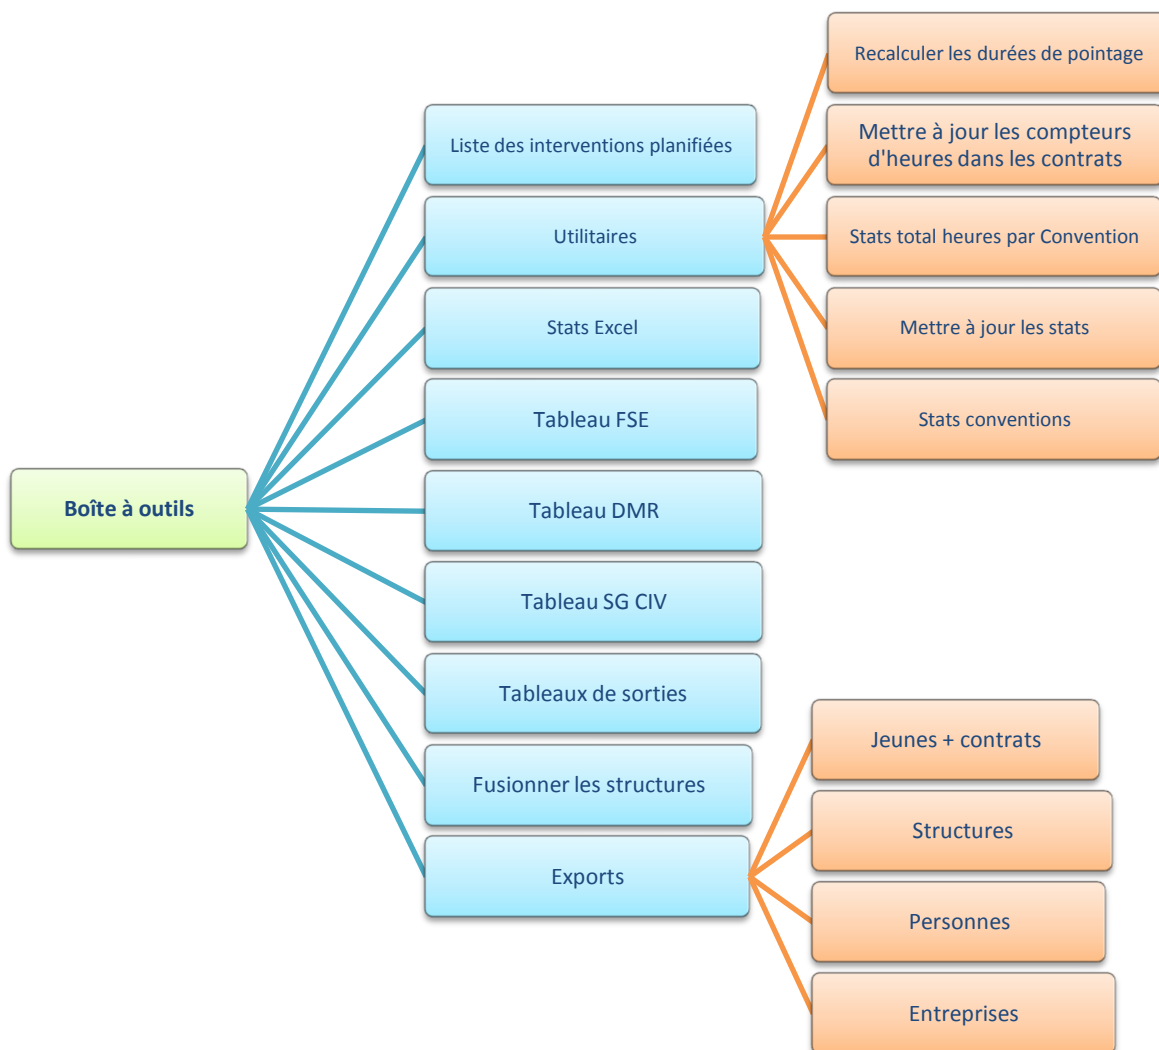 Boîte à outils
Liste des interventions planifiées
Utilitaires
Recalculer les durées de pointage
Mettre à jour les compteurs
d'heures dans les contrats
Stats total heures par Convention
Mettre à jour les stats
Stats conventions
Stats Excel
Tableau FSE
Tableau DMR
Tableau SG CIV
Tableaux de sorties
Fusionner les structures
Exports
Jeunes + contrats
Structures
Personnes
Entreprises